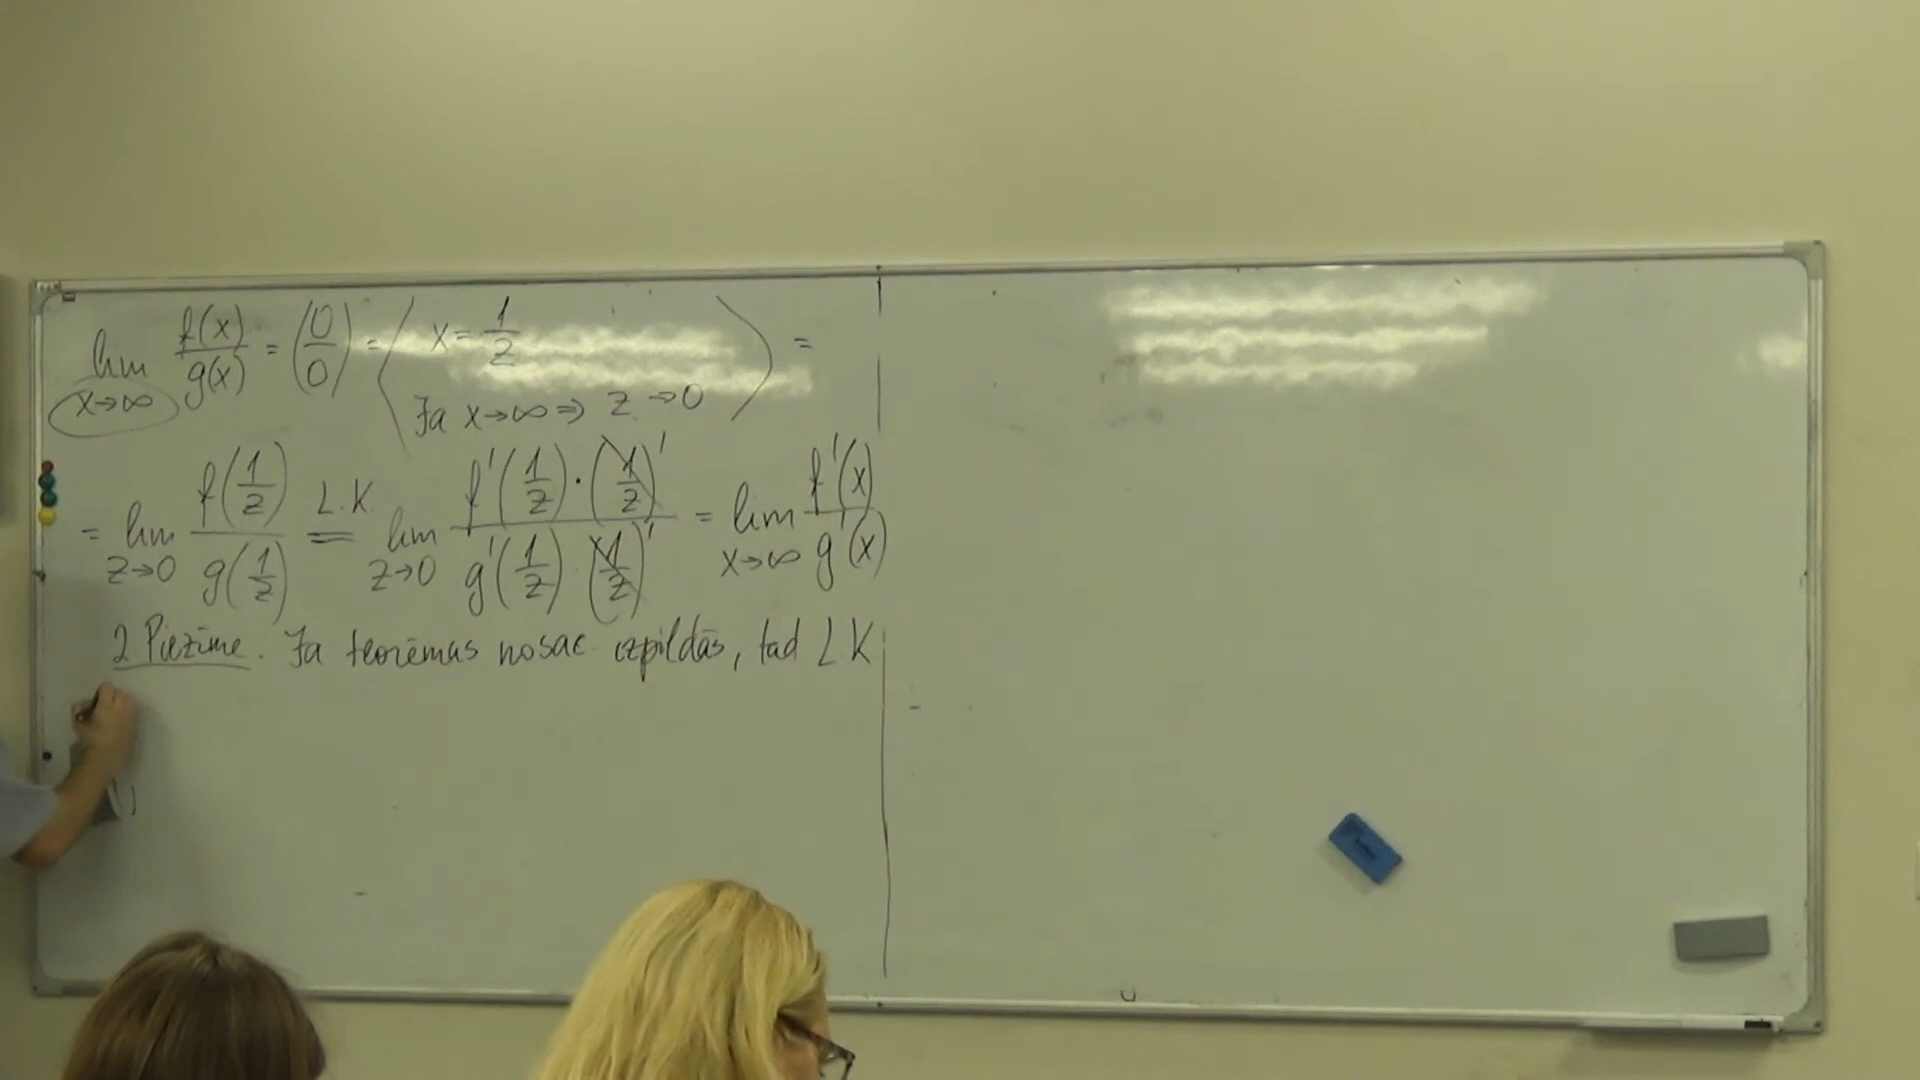 lim x→∞ f(x)/g(x) = (0/0) = ⟨ x = 1/z
Ja x→∞ ⇒ z→0 ⟩ =
= lim z→0 f(1/z)/g(1/z) L.K. = lim z→0 f'(1/z)·(1/z)' / g'(1/z)·(1/z)' = lim x→∞ f'(x)/g'(x)
2 Piezīme. Ja teorēmas nosac. izpildās, tad L.K